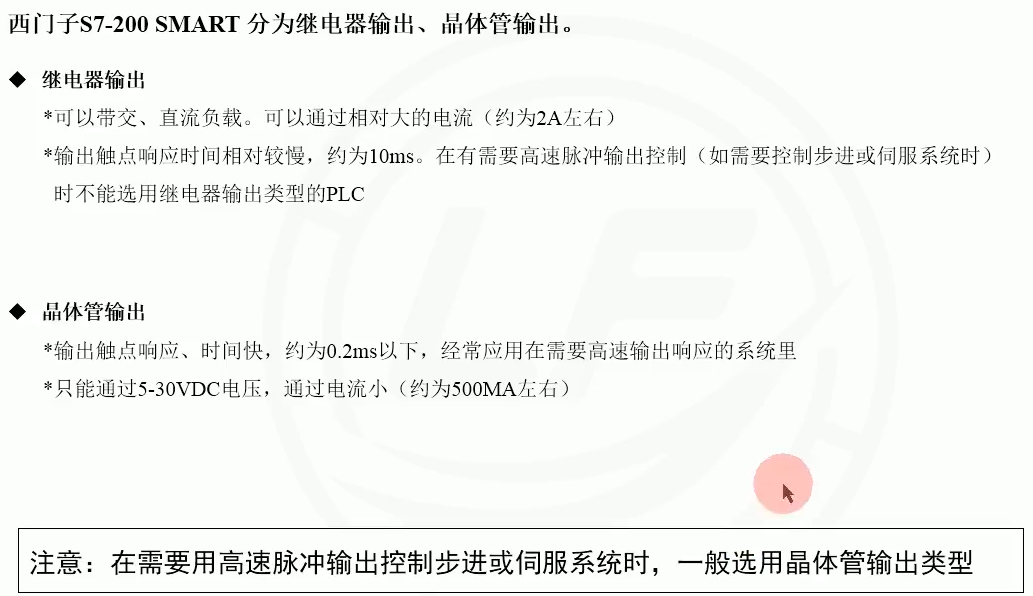 西门子S7-200 SMART 分为继电器输出、晶体管输出。
◆ 继电器输出
*可以带交、直流负载。可以通过相对大的电流（约为2A左右）
*输出触点响应时间相对较慢，约为10ms。在有需要高速脉冲输出控制（如需要控制步进或伺服系统时）
时不能选用继电器输出类型的PLC
◆ 晶体管输出
*输出触点响应、时间快，约为0.2ms以下，经常应用在需要高速输出响应的系统里
*只能通过5-30VDC电压，通过电流小（约为500MA左右）
注意：在需要用高速脉冲输出控制步进或伺服系统时，一般选用晶体管输出类型